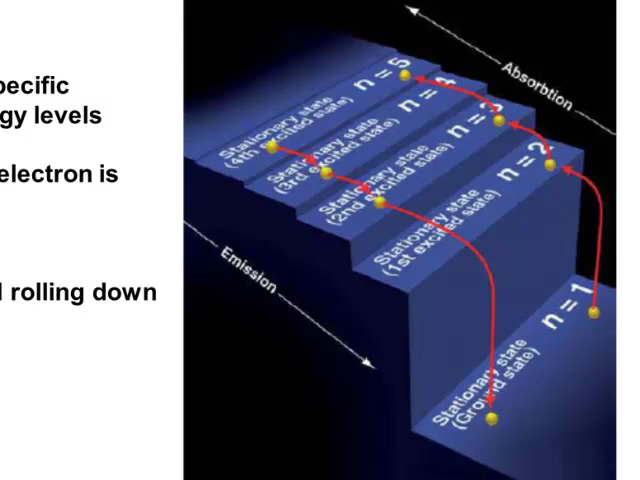 pecific
gy levels
electron is
l rolling down
Absorbtion
n = 5
Stationary state
(4th excited state)
n = 4
Stationary state
(3rd excited state)
n = 3
Stationary state
(2nd excited state)
n = 2
Stationary state
(1st excited state)
Emission
n = 1
Stationary state
(Ground state)